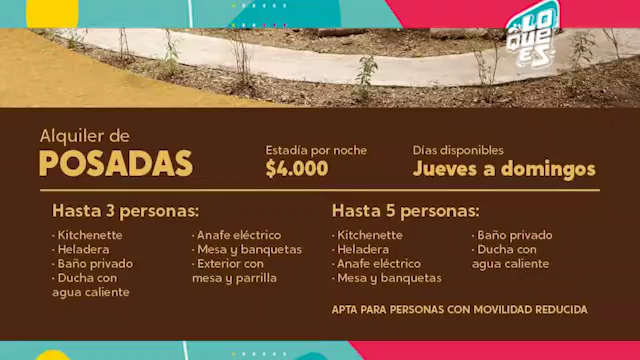 LO
QUE
ES
Alquiler de
POSADAS
Estadía por noche
$4.000
Días disponibles
Jueves a domingos
Hasta 3 personas:
· Kitchenette
· Heladera
· Baño privado
· Ducha con
agua caliente
· Anafe eléctrico
· Mesa y banquetas
· Exterior con
mesa y parrilla
Hasta 5 personas:
· Kitchenette
· Heladera
· Anafe eléctrico
· Mesa y banquetas
· Baño privado
· Ducha con
agua caliente
APTA PARA PERSONAS CON MOVILIDAD REDUCIDA